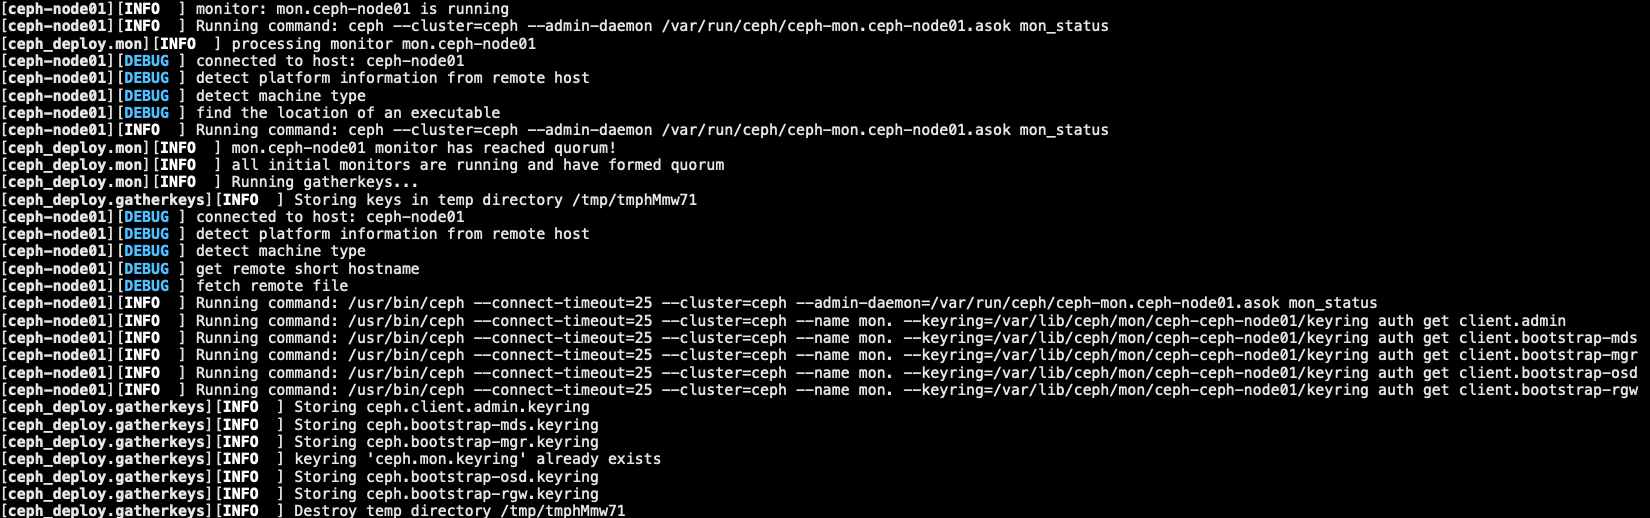 [ceph-node01][INFO  ] monitor: mon.ceph-node01 is running
[ceph-node01][INFO  ] Running command: ceph --cluster=ceph --admin-daemon /var/run/ceph/ceph-mon.ceph-node01.asok mon_status
[ceph_deploy.mon][INFO  ] processing monitor mon.ceph-node01
[ceph-node01][DEBUG ] connected to host: ceph-node01
[ceph-node01][DEBUG ] detect platform information from remote host
[ceph-node01][DEBUG ] detect machine type
[ceph-node01][DEBUG ] find the location of an executable
[ceph-node01][INFO  ] Running command: ceph --cluster=ceph --admin-daemon /var/run/ceph/ceph-mon.ceph-node01.asok mon_status
[ceph_deploy.mon][INFO  ] mon.ceph-node01 monitor has reached quorum!
[ceph_deploy.mon][INFO  ] all initial monitors are running and have formed quorum
[ceph_deploy.mon][INFO  ] Running gatherkeys...
[ceph_deploy.gatherkeys][INFO  ] Storing keys in temp directory /tmp/tmphMmw71
[ceph-node01][DEBUG ] connected to host: ceph-node01
[ceph-node01][DEBUG ] detect platform information from remote host
[ceph-node01][DEBUG ] detect machine type
[ceph-node01][DEBUG ] get remote short hostname
[ceph-node01][DEBUG ] fetch remote file
[ceph-node01][INFO  ] Running command: /usr/bin/ceph --connect-timeout=25 --cluster=ceph --admin-daemon=/var/run/ceph/ceph-mon.ceph-node01.asok mon_status
[ceph-node01][INFO  ] Running command: /usr/bin/ceph --connect-timeout=25 --cluster=ceph --name mon. --keyring=/var/lib/ceph/mon/ceph-ceph-node01/keyring auth get client.admin
[ceph-node01][INFO  ] Running command: /usr/bin/ceph --connect-timeout=25 --cluster=ceph --name mon. --keyring=/var/lib/ceph/mon/ceph-ceph-node01/keyring auth get client.bootstrap-mds
[ceph-node01][INFO  ] Running command: /usr/bin/ceph --connect-timeout=25 --cluster=ceph --name mon. --keyring=/var/lib/ceph/mon/ceph-ceph-node01/keyring auth get client.bootstrap-mgr
[ceph-node01][INFO  ] Running command: /usr/bin/ceph --connect-timeout=25 --cluster=ceph --name mon. --keyring=/var/lib/ceph/mon/ceph-ceph-node01/keyring auth get client.bootstrap-osd
[ceph-node01][INFO  ] Running command: /usr/bin/ceph --connect-timeout=25 --cluster=ceph --name mon. --keyring=/var/lib/ceph/mon/ceph-ceph-node01/keyring auth get client.bootstrap-rgw
[ceph_deploy.gatherkeys][INFO  ] Storing ceph.client.admin.keyring
[ceph_deploy.gatherkeys][INFO  ] Storing ceph.bootstrap-mds.keyring
[ceph_deploy.gatherkeys][INFO  ] Storing ceph.bootstrap-mgr.keyring
[ceph_deploy.gatherkeys][INFO  ] keyring 'ceph.mon.keyring' already exists
[ceph_deploy.gatherkeys][INFO  ] Storing ceph.bootstrap-osd.keyring
[ceph_deploy.gatherkeys][INFO  ] Storing ceph.bootstrap-rgw.keyring
[ceph_deploy.gatherkeys][INFO  ] Destroy temp directory /tmp/tmphMmw71